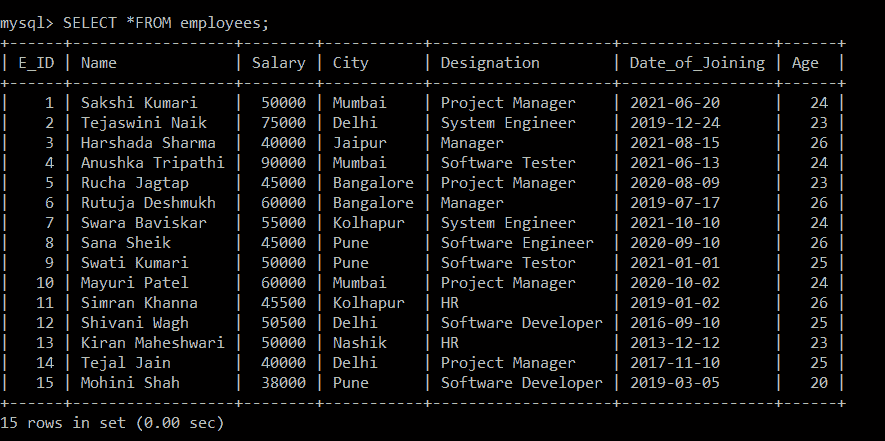 mysql> SELECT *FROM employees;
+------+------------------+--------+-----------+--------------------+-----------------+------+
| E_ID | Name             | Salary | City      | Designation        | Date_of_Joining | Age  |
+------+------------------+--------+-----------+--------------------+-----------------+------+
|    1 | Sakshi Kumari    |  50000 | Mumbai    | Project Manager    | 2021-06-20      |   24 |
|    2 | Tejaswini Naik   |  75000 | Delhi     | System Engineer    | 2019-12-24      |   23 |
|    3 | Harshada Sharma  |  40000 | Jaipur    | Manager            | 2021-08-15      |   26 |
|    4 | Anushka Tripathi |  90000 | Mumbai    | Software Tester    | 2021-06-13      |   24 |
|    5 | Rucha Jagtap     |  45000 | Bangalore | Project Manager    | 2020-08-09      |   23 |
|    6 | Rutuja Deshmukh  |  60000 | Bangalore | Manager            | 2019-07-17      |   26 |
|    7 | Swara Baviskar   |  55000 | Kolhapur  | System Engineer    | 2021-10-10      |   24 |
|    8 | Sana Sheik       |  45000 | Pune      | Software Engineer  | 2020-09-10      |   26 |
|    9 | Swati Kumari     |  50000 | Pune      | Software Testor    | 2021-01-01      |   25 |
|   10 | Mayuri Patel     |  60000 | Mumbai    | Project Manager    | 2020-10-02      |   24 |
|   11 | Simran Khanna    |  45500 | Kolhapur  | HR                 | 2019-01-02      |   26 |
|   12 | Shivani Wagh     |  50500 | Delhi     | Software Developer | 2016-09-10      |   25 |
|   13 | Kiran Maheshwari |  50000 | Nashik    | HR                 | 2013-12-12      |   23 |
|   14 | Tejal Jain       |  40000 | Delhi     | Project Manager    | 2017-11-10      |   25 |
|   15 | Mohini Shah      |  38000 | Pune      | Software Developer | 2019-03-05      |   20 |
+------+------------------+--------+-----------+--------------------+-----------------+------+
15 rows in set (0.00 sec)